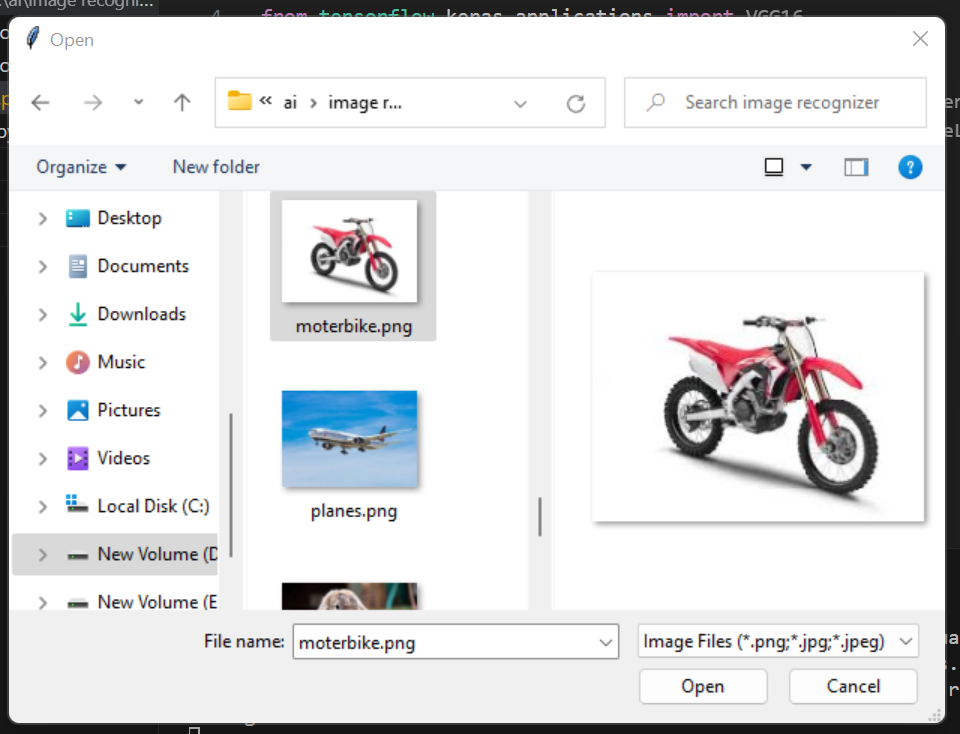 :\ai\image recogni...
4 from tensorflow.keras.applications import VGG16
Open
« ai › image r...
Search image recognizer
Organize
New folder
?
Desktop
Documents
Downloads
Music
Pictures
Videos
Local Disk (C:)
New Volume (D
New Volume (E
moterbike.png
planes.png
File name: moterbike.png
Image Files (*.png;*.jpg;*.jpeg)
Open
Cancel